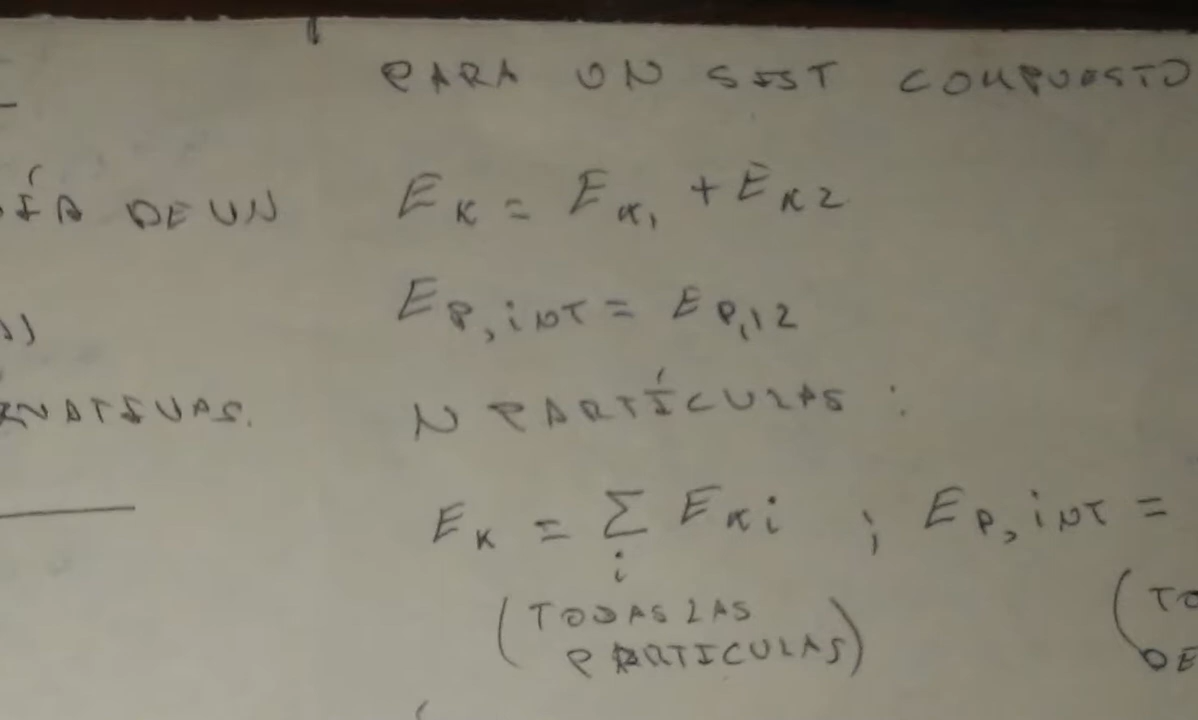 DE UN
PARA UN SIST COMPUESTO
E_K = E_K1 + E_K2
E_P,INT = E_P,12
N PARTÍCULAS :
E_K = Σ_i E_Ki ; E_P,INT =
(TODAS LAS
PARTICULAS)